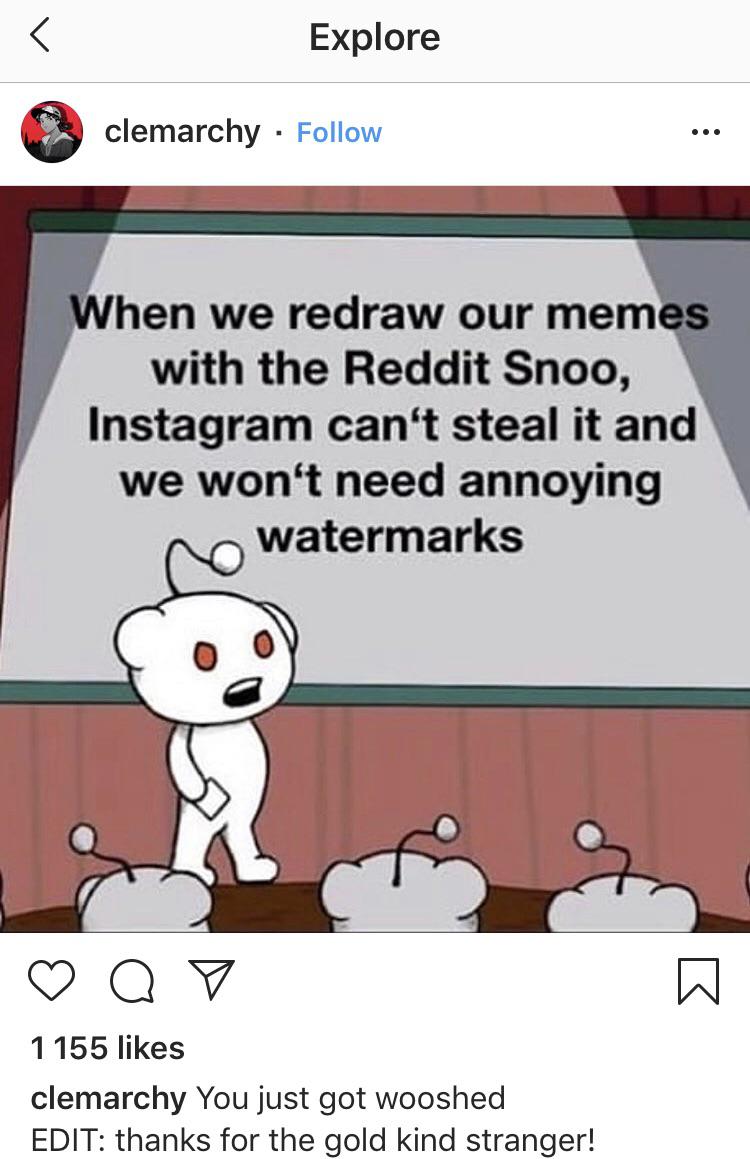 Explore
clemarchy · Follow
When we redraw our memes
with the Reddit Snoo,
Instagram can‘t steal it and
we won‘t need annoying
watermarks
1 155 likes
clemarchy You just got wooshed
EDIT: thanks for the gold kind stranger!